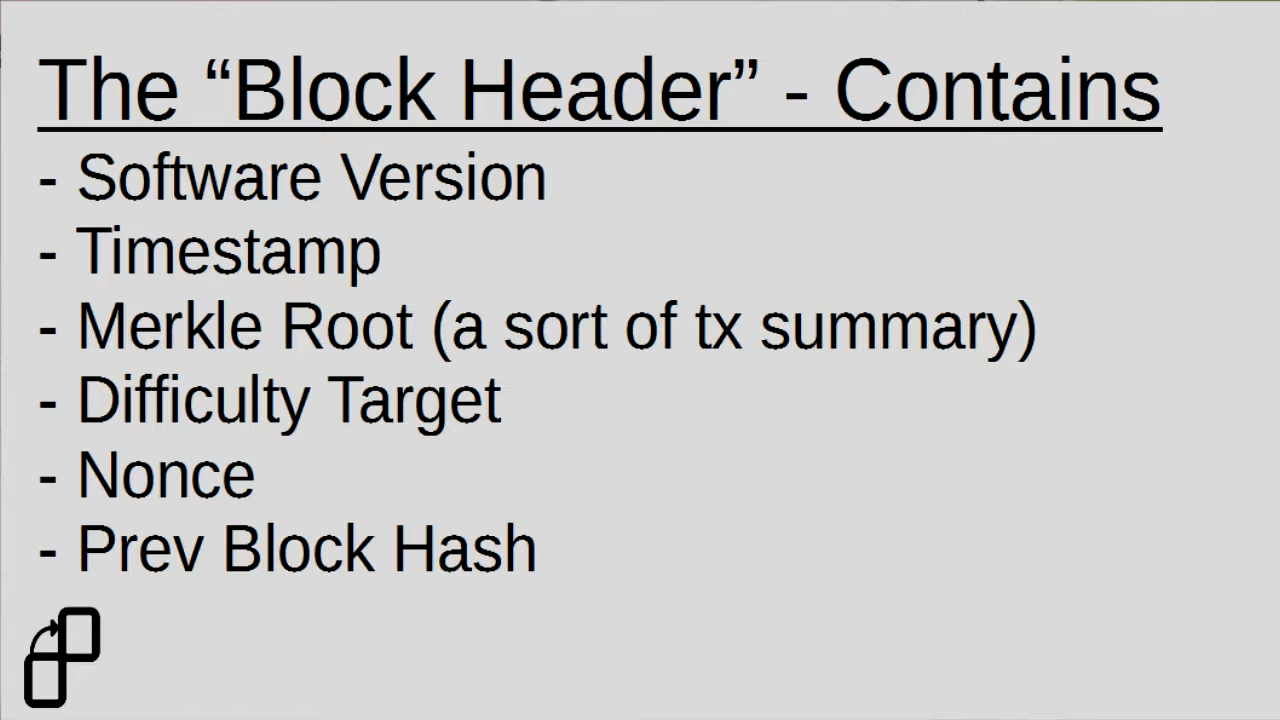 The “Block Header” - Contains
- Software Version
- Timestamp
- Merkle Root (a sort of tx summary)
- Difficulty Target
- Nonce
- Prev Block Hash